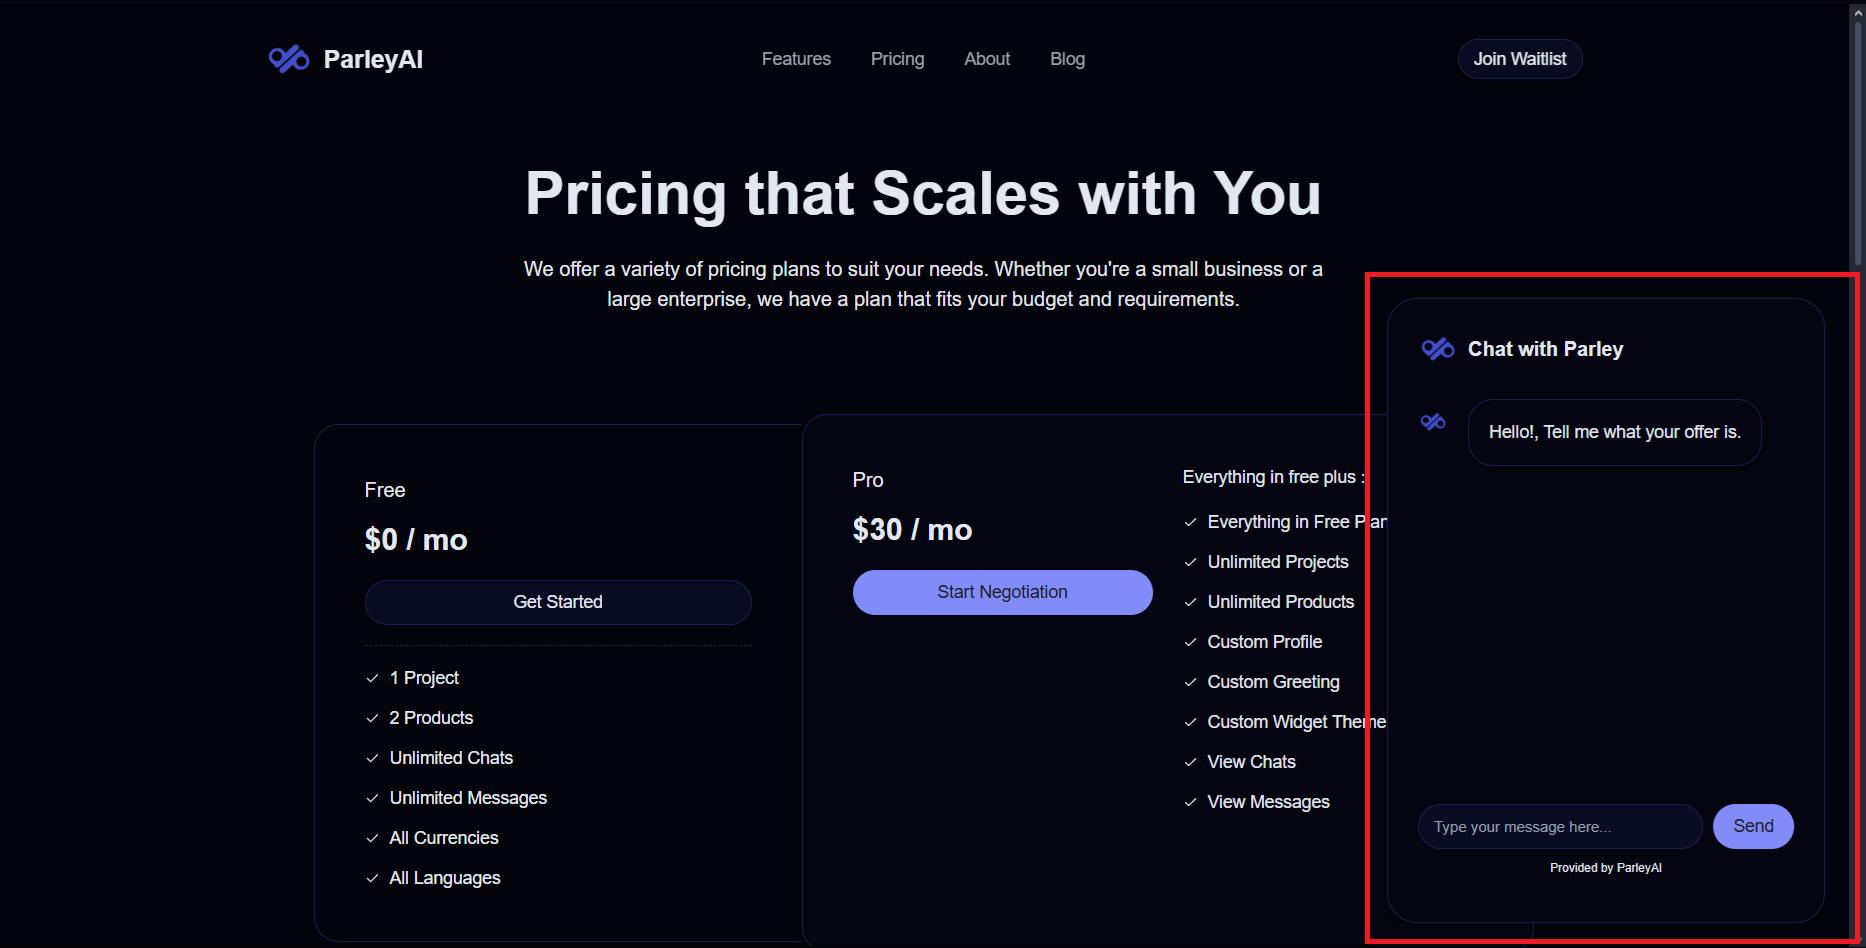 ParleyAI
Features
Pricing
About
Blog
Join Waitlist
Pricing that Scales with You
We offer a variety of pricing plans to suit your needs. Whether you're a small business or a
large enterprise, we have a plan that fits your budget and requirements.
Free
$0 / mo
Get Started
1 Project
2 Products
Unlimited Chats
Unlimited Messages
All Currencies
All Languages
Pro
$30 / mo
Start Negotiation
Everything in free plus :
Everything in Free Plan
Unlimited Projects
Unlimited Products
Custom Profile
Custom Greeting
Custom Widget Theme
View Chats
View Messages
Chat with Parley
Hello!, Tell me what your offer is.
Type your message here...
Send
Provided by ParleyAI